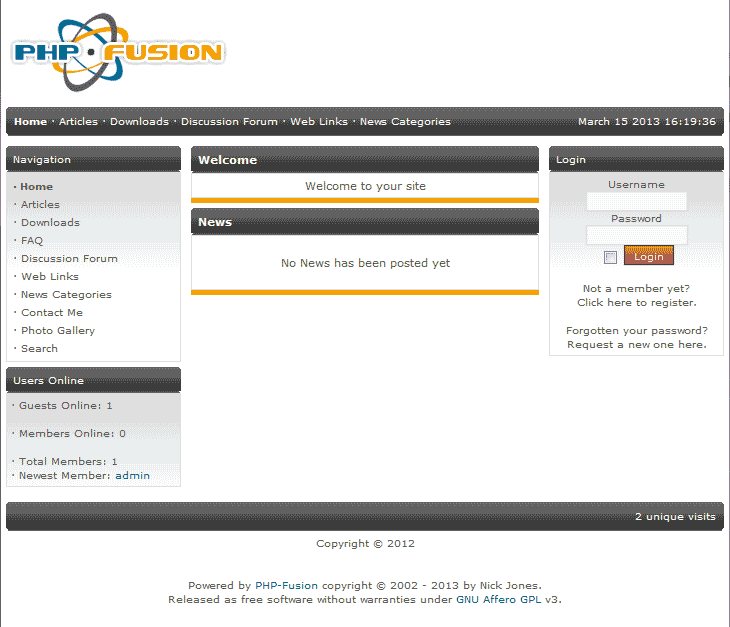 PHP·FUSION
Home · Articles · Downloads · Discussion Forum · Web Links · News Categories
March 15 2013 16:19:36
Navigation
· Home
· Articles
· Downloads
· FAQ
· Discussion Forum
· Web Links
· News Categories
· Contact Me
· Photo Gallery
· Search
Users Online
· Guests Online: 1
· Members Online: 0
· Total Members: 1
· Newest Member: admin
Welcome
Welcome to your site
News
No News has been posted yet
Login
Username
Password
Login
Not a member yet?
Click here to register.
Forgotten your password?
Request a new one here.
2 unique visits
Copyright © 2012
Powered by PHP-Fusion copyright © 2002 - 2013 by Nick Jones.
Released as free software without warranties under GNU Affero GPL v3.